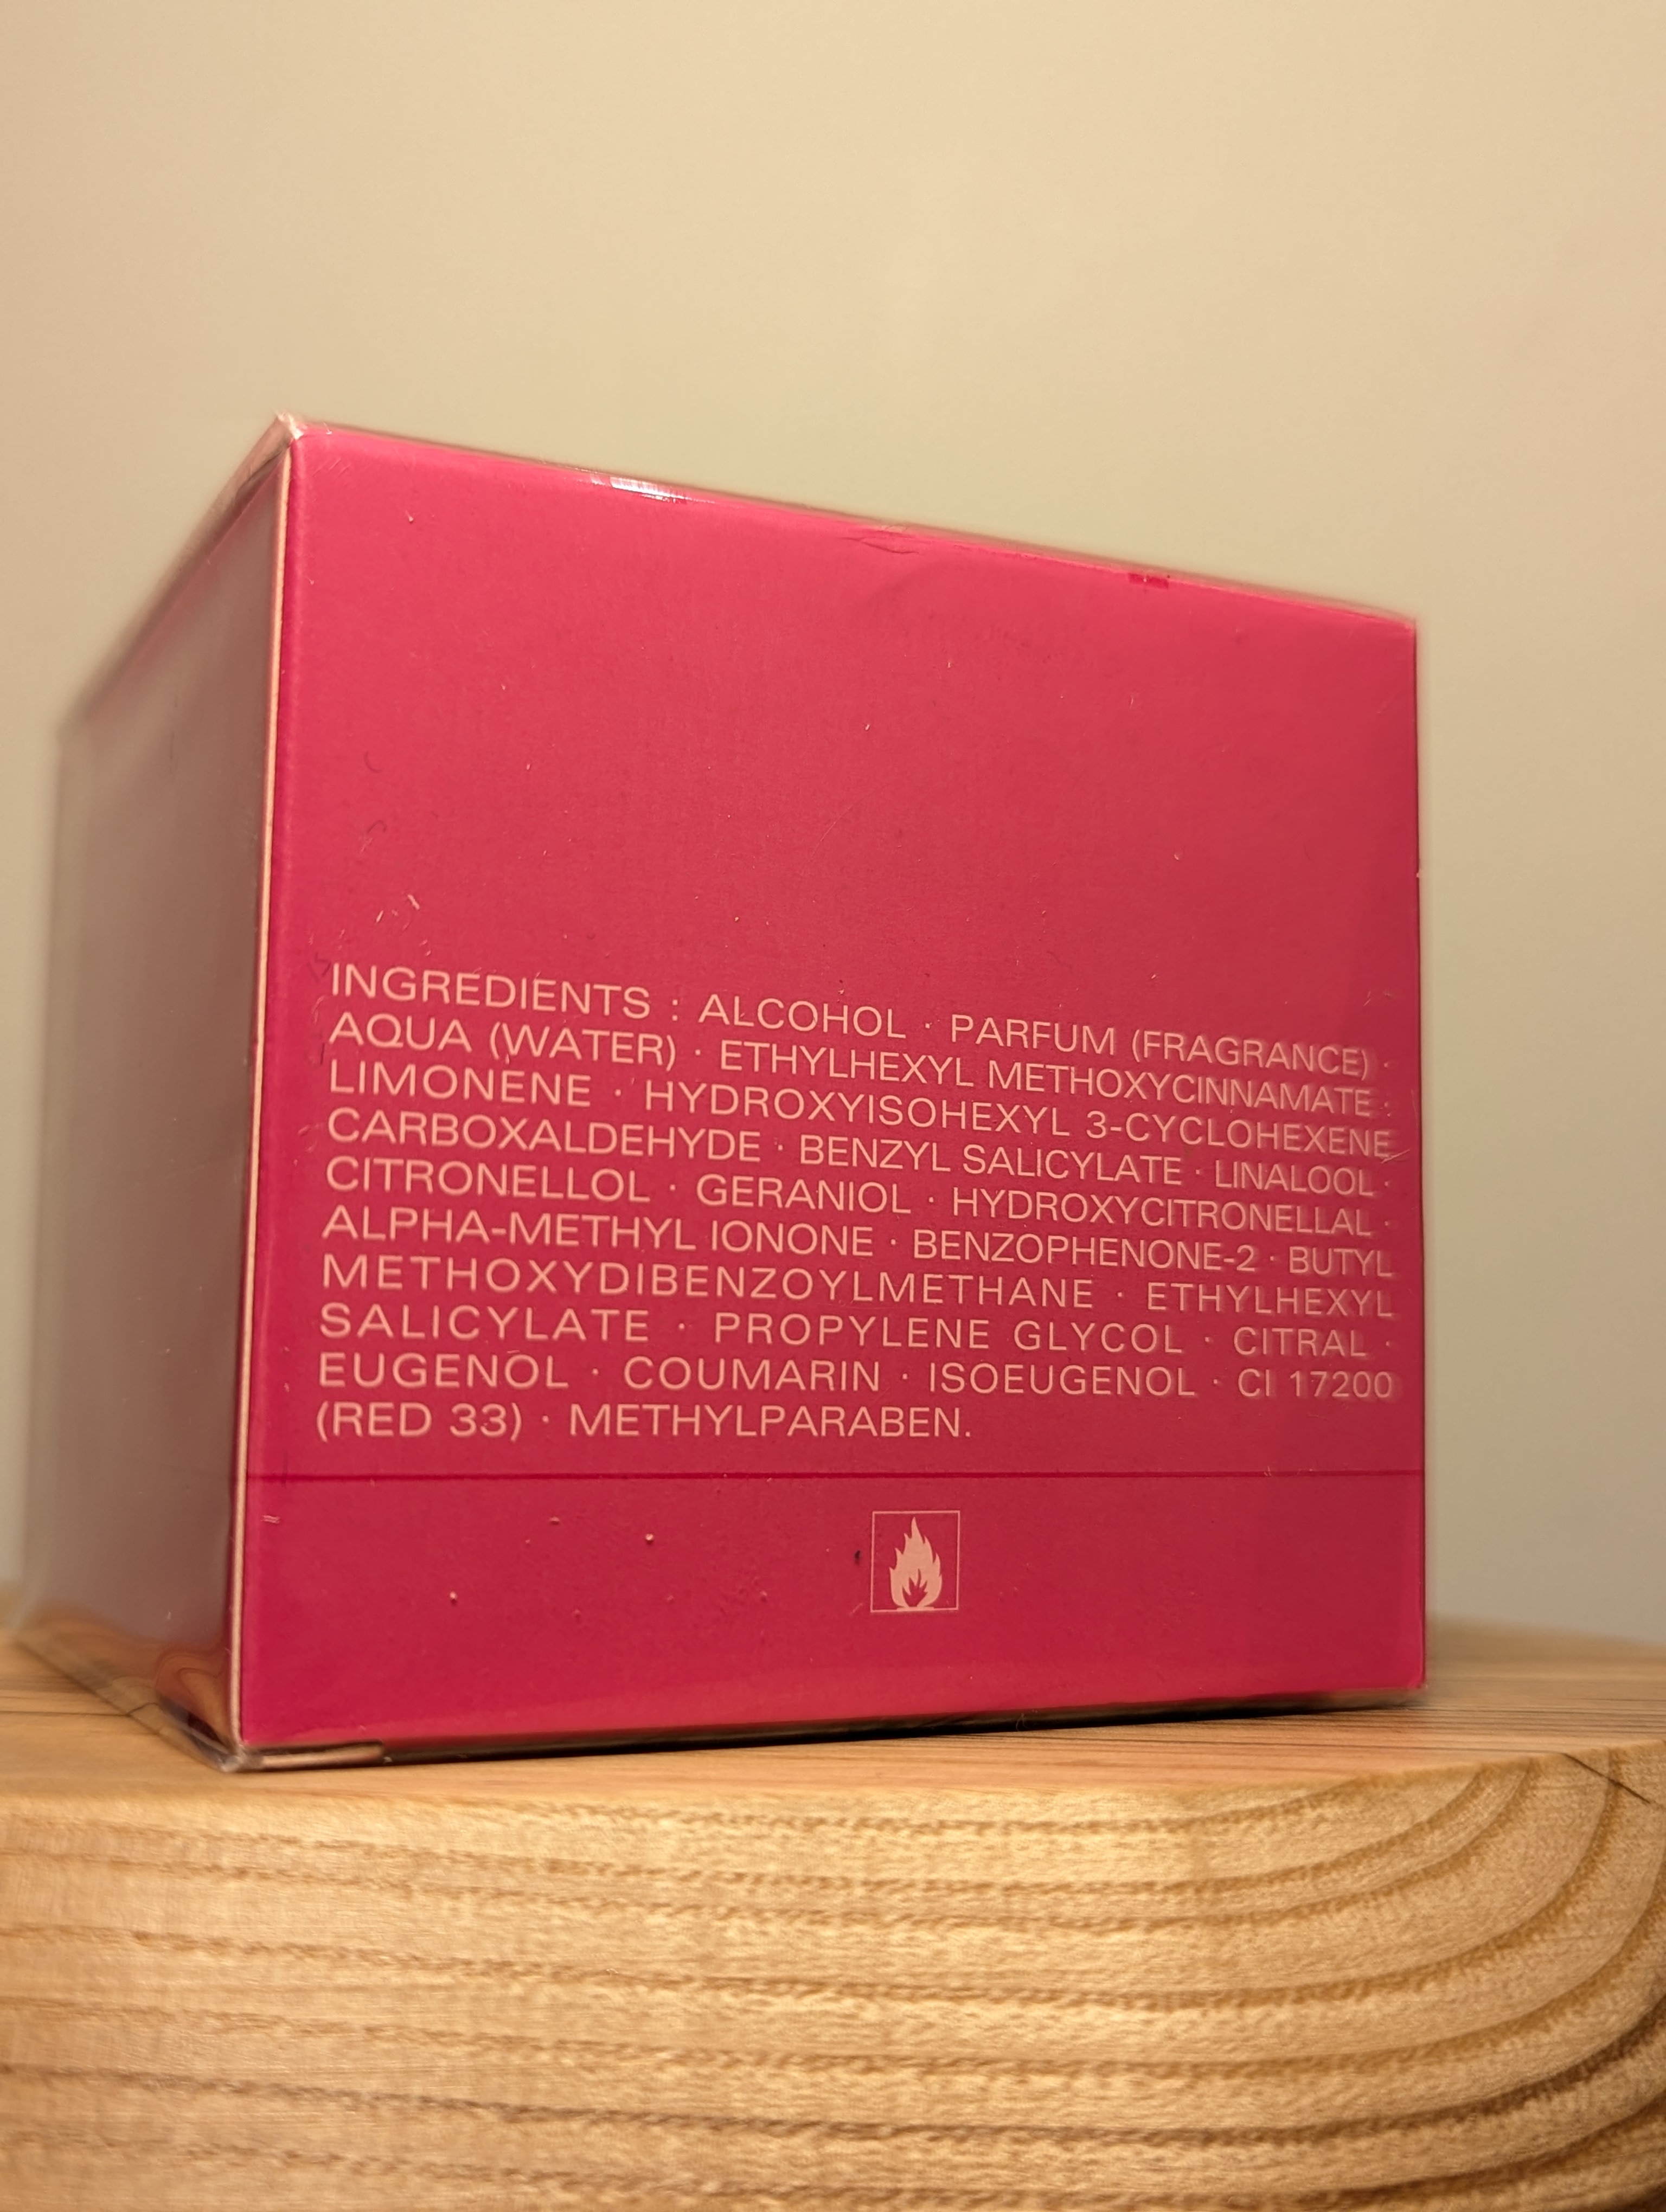 INGREDIENTS : ALCOHOL · PARFUM (FRAGRANCE) ·
AQUA (WATER) · ETHYLHEXYL METHOXYCINNAMATE ·
LIMONENE · HYDROXYISOHEXYL 3-CYCLOHEXENE
CARBOXALDEHYDE · BENZYL SALICYLATE · LINALOOL ·
CITRONELLOL · GERANIOL · HYDROXYCITRONELLAL ·
ALPHA-METHYL IONONE · BENZOPHENONE-2 · BUTYL
METHOXYDIBENZOYLMETHANE · ETHYLHEXYL
SALICYLATE · PROPYLENE GLYCOL · CITRAL ·
EUGENOL · COUMARIN · ISOEUGENOL · CI 17200
(RED 33) · METHYLPARABEN.